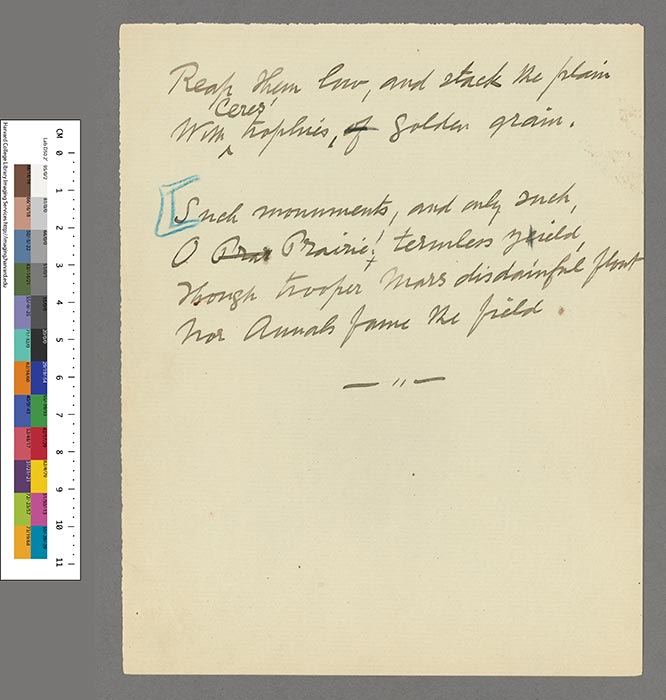 Reap them low, and stack the plain
Ceres'
With trophies, of golden grain.
Such monuments, and only such,
O Prar Prairie! termless yield,
Though trooper Mars disdainful flout
Nor Annals fame the field.
Harvard College Library Imaging Services http://imaging.harvard.edu
CM 0 1 2 3 4 5 6 7 8 9 10 11